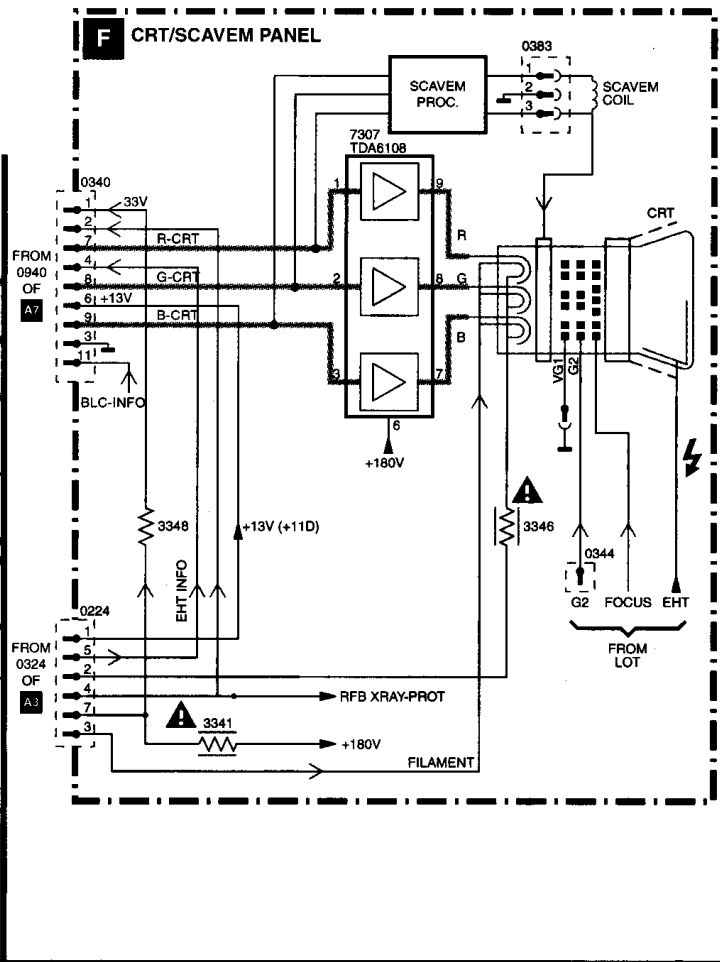 F CRT/SCAVEM PANEL
0383
1
2
3
SCAVEM
PROC.
SCAVEM
COIL
7307
TDA6108
0340
1 33V
2
7 R-CRT
4
8 G-CRT
6 +13V
9 B-CRT
3
11
BLC-INFO
FROM
0940
OF
A7
1
9
2
8
3
7
6
+180V
R
G
B
CRT
VG1
G2
3348
EHT INFO
+13V (+11D)
3346
0344
G2 FOCUS EHT
FROM
LOT
0224
1
5
2
4
7
3
FROM
0324
OF
A3
RFB XRAY-PROT
3341
+180V
FILAMENT